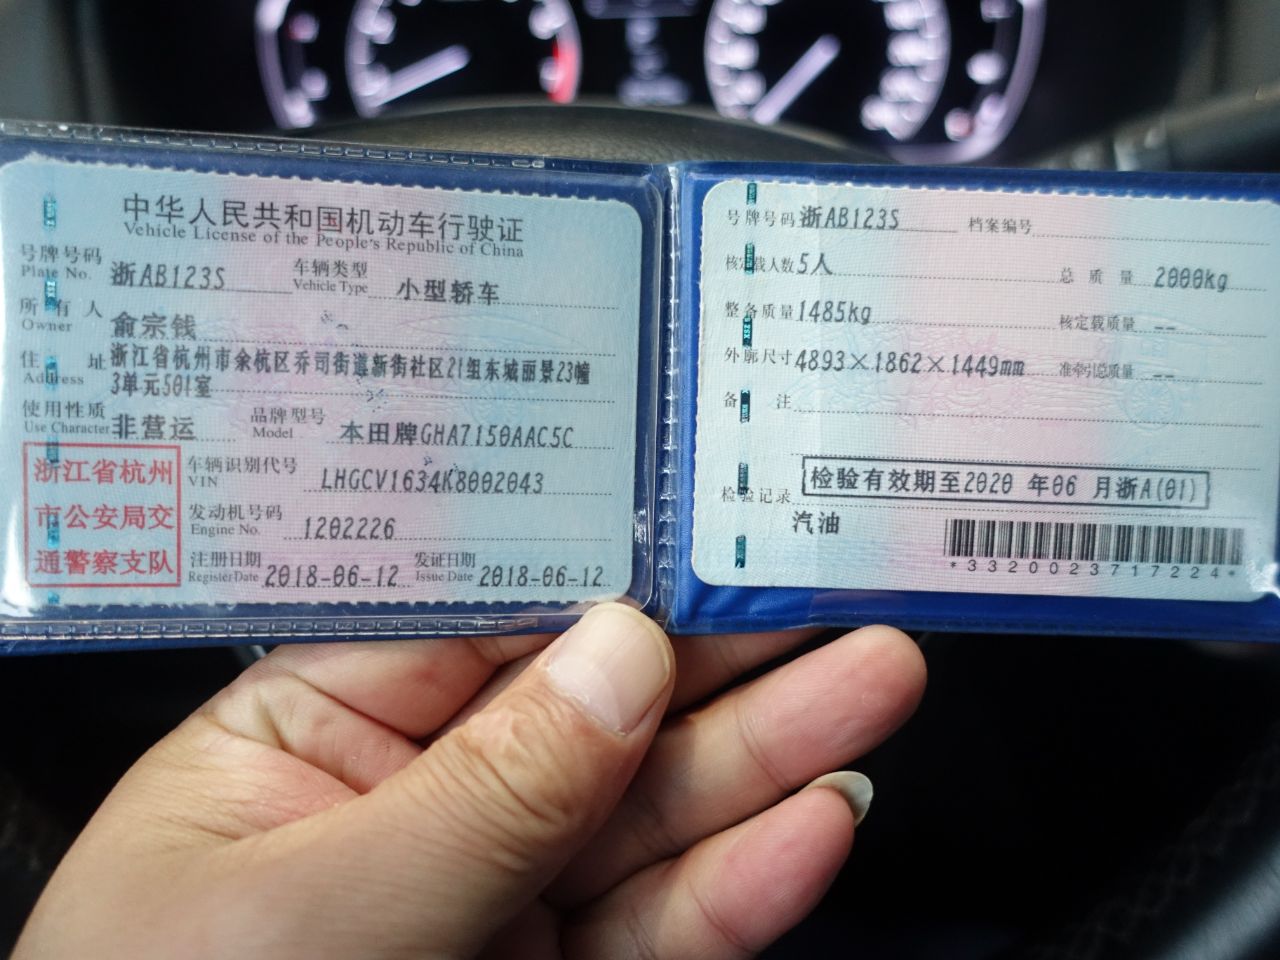 中华人民共和国机动车行驶证
Vehicle License of the People's Republic of China
号牌号码 浙AB123S 车辆类型 小型轿车
Plate No. Vehicle Type
所有人 俞宗钱
Owner
住址 浙江省杭州市余杭区乔司街道新街社区21组东城丽景23幢
Address 3单元501室
使用性质 非营运 品牌型号 本田牌GHA7150AAC5C
Use Character Model
浙江省杭州
市公安局交
通警察支队
车辆识别代号 LHGCV1634K8002043
VIN
发动机号码 1202226
Engine No.
注册日期 2018-06-12 发证日期 2018-06-12
Register Date Issue Date
号牌号码 浙AB123S 档案编号
核定载人数 5人 总质量 2000kg
整备质量 1485kg 核定载质量 --
外廓尺寸 4893×1862×1449mm 准牵引总质量 --
备注
检验记录 检验有效期至2020 年06 月浙A(01)
汽油
*3320023717224*